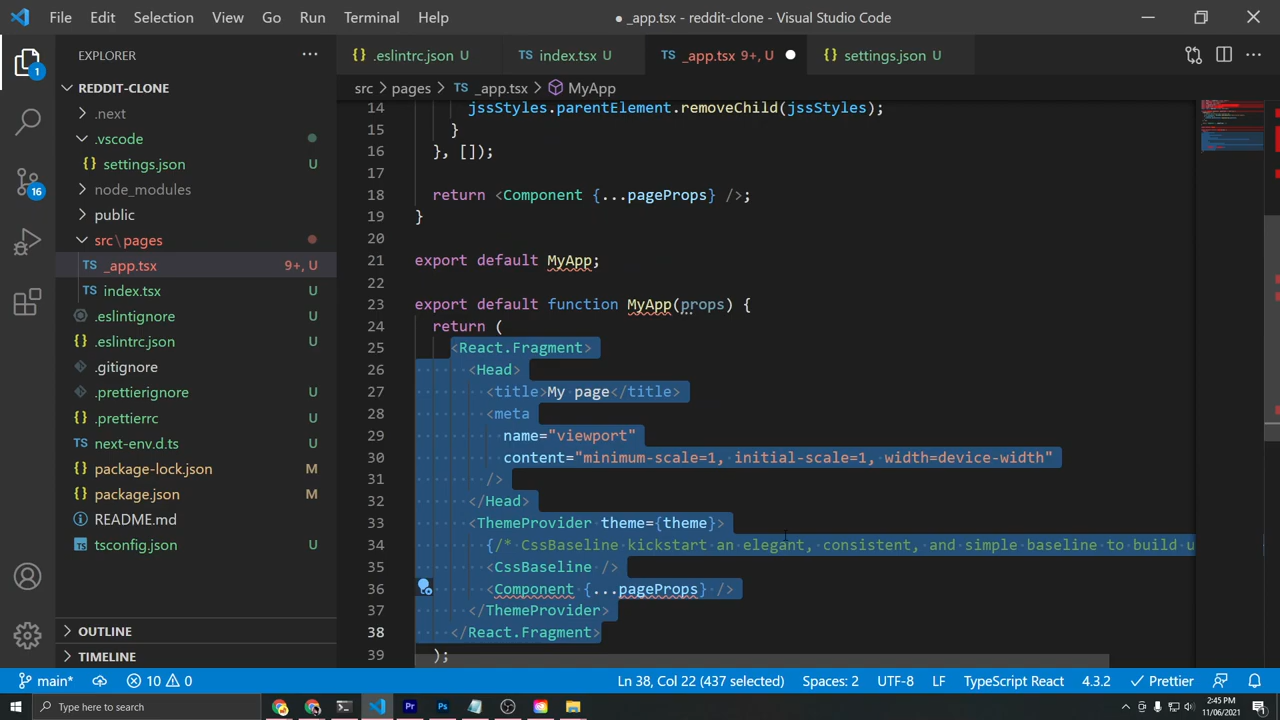 File Edit Selection View Go Run Terminal Help
● _app.tsx - reddit-clone - Visual Studio Code
EXPLORER
1
REDDIT-CLONE
.next
.vscode
settings.json U
node_modules
public
16
src\pages
_app.tsx 9+, U
index.tsx U
.eslintignore U
.eslintrc.json U
.gitignore
.prettierignore U
.prettierrc U
next-env.d.ts U
package-lock.json M
package.json M
README.md
tsconfig.json U
OUTLINE
TIMELINE
.eslintrc.json U
TS index.tsx U
TS _app.tsx 9+, U
settings.json U
src > pages > TS _app.tsx > MyApp
14 jssStyles.parentElement.removeChild(jssStyles);
15 }
16 }, []);
17
18 return <Component {...pageProps} />;
19 }
20
21 export default MyApp;
22
23 export default function MyApp(props) {
24 return (
25 <React.Fragment>
26 <Head>
27 <title>My page</title>
28 <meta
29 name="viewport"
30 content="minimum-scale=1, initial-scale=1, width=device-width"
31 />
32 </Head>
33 <ThemeProvider theme={theme}>
34 {/* CssBaseline kickstart an elegant, consistent, and simple baseline to build u
35 <CssBaseline />
36 <Component {...pageProps} />
37 </ThemeProvider>
38 </React.Fragment>
39 );
main* 10 0 Ln 38, Col 22 (437 selected) Spaces: 2 UTF-8 LF TypeScript React 4.3.2 Prettier
Type here to search
2:45 PM
11/06/2021